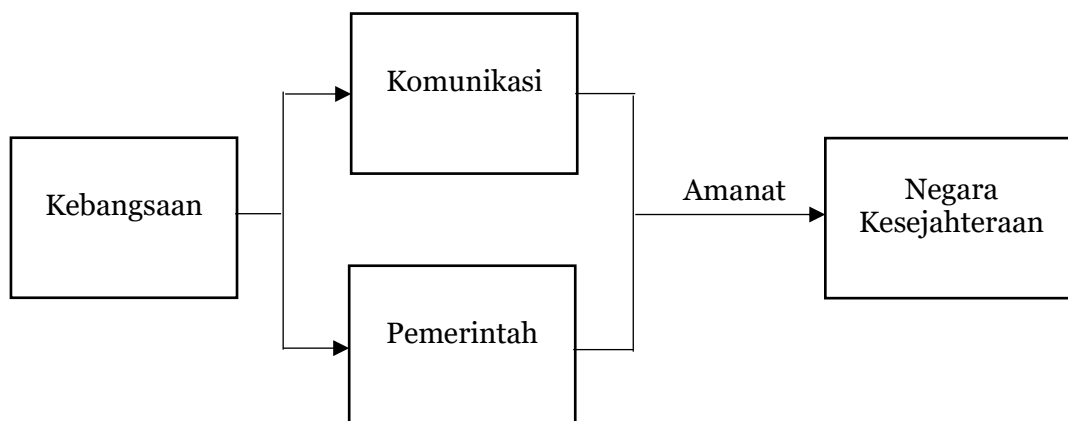 Kebangsaan
Komunikasi
Pemerintah
Amanat
Negara
Kesejahteraan